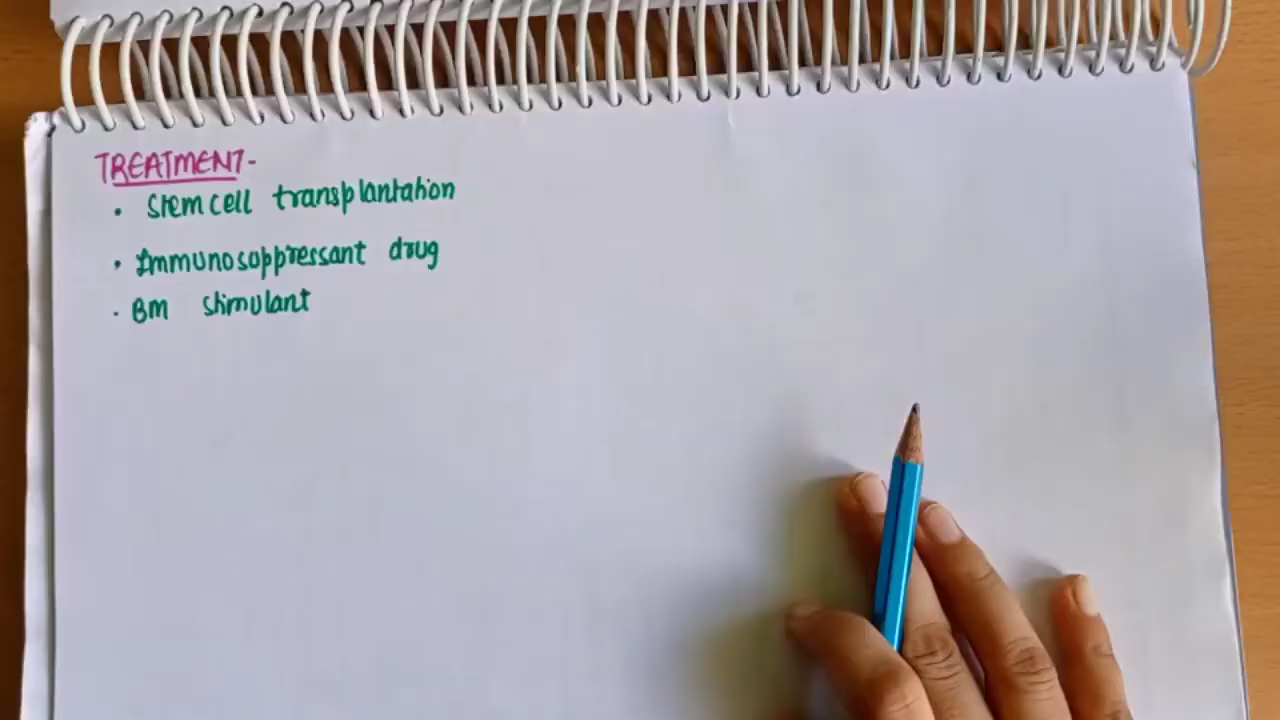 TREATMENT-
• Stem cell transplantation
• Immunosuppressant drug
• BM stimulant